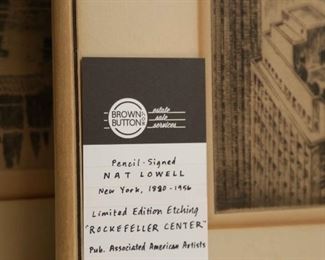 BROWN
BUTTON
estate
sale
services
Pencil-Signed
NAT LOWELL
New York, 1880-1956
Limited Edition Etching
"ROCKEFELLER CENTER"
Pub. Associated American Artists